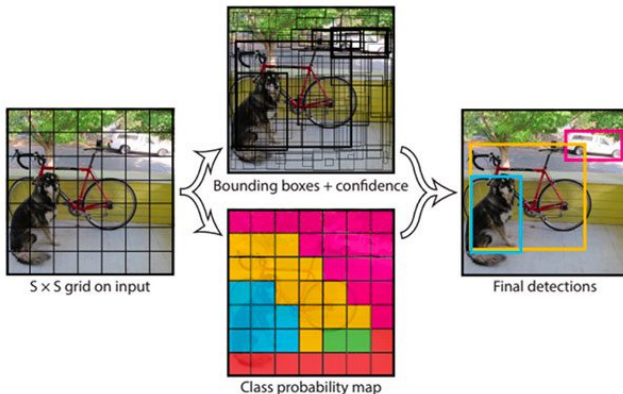 Bounding boxes + confidence
S × S grid on input
Final detections
Class probability map